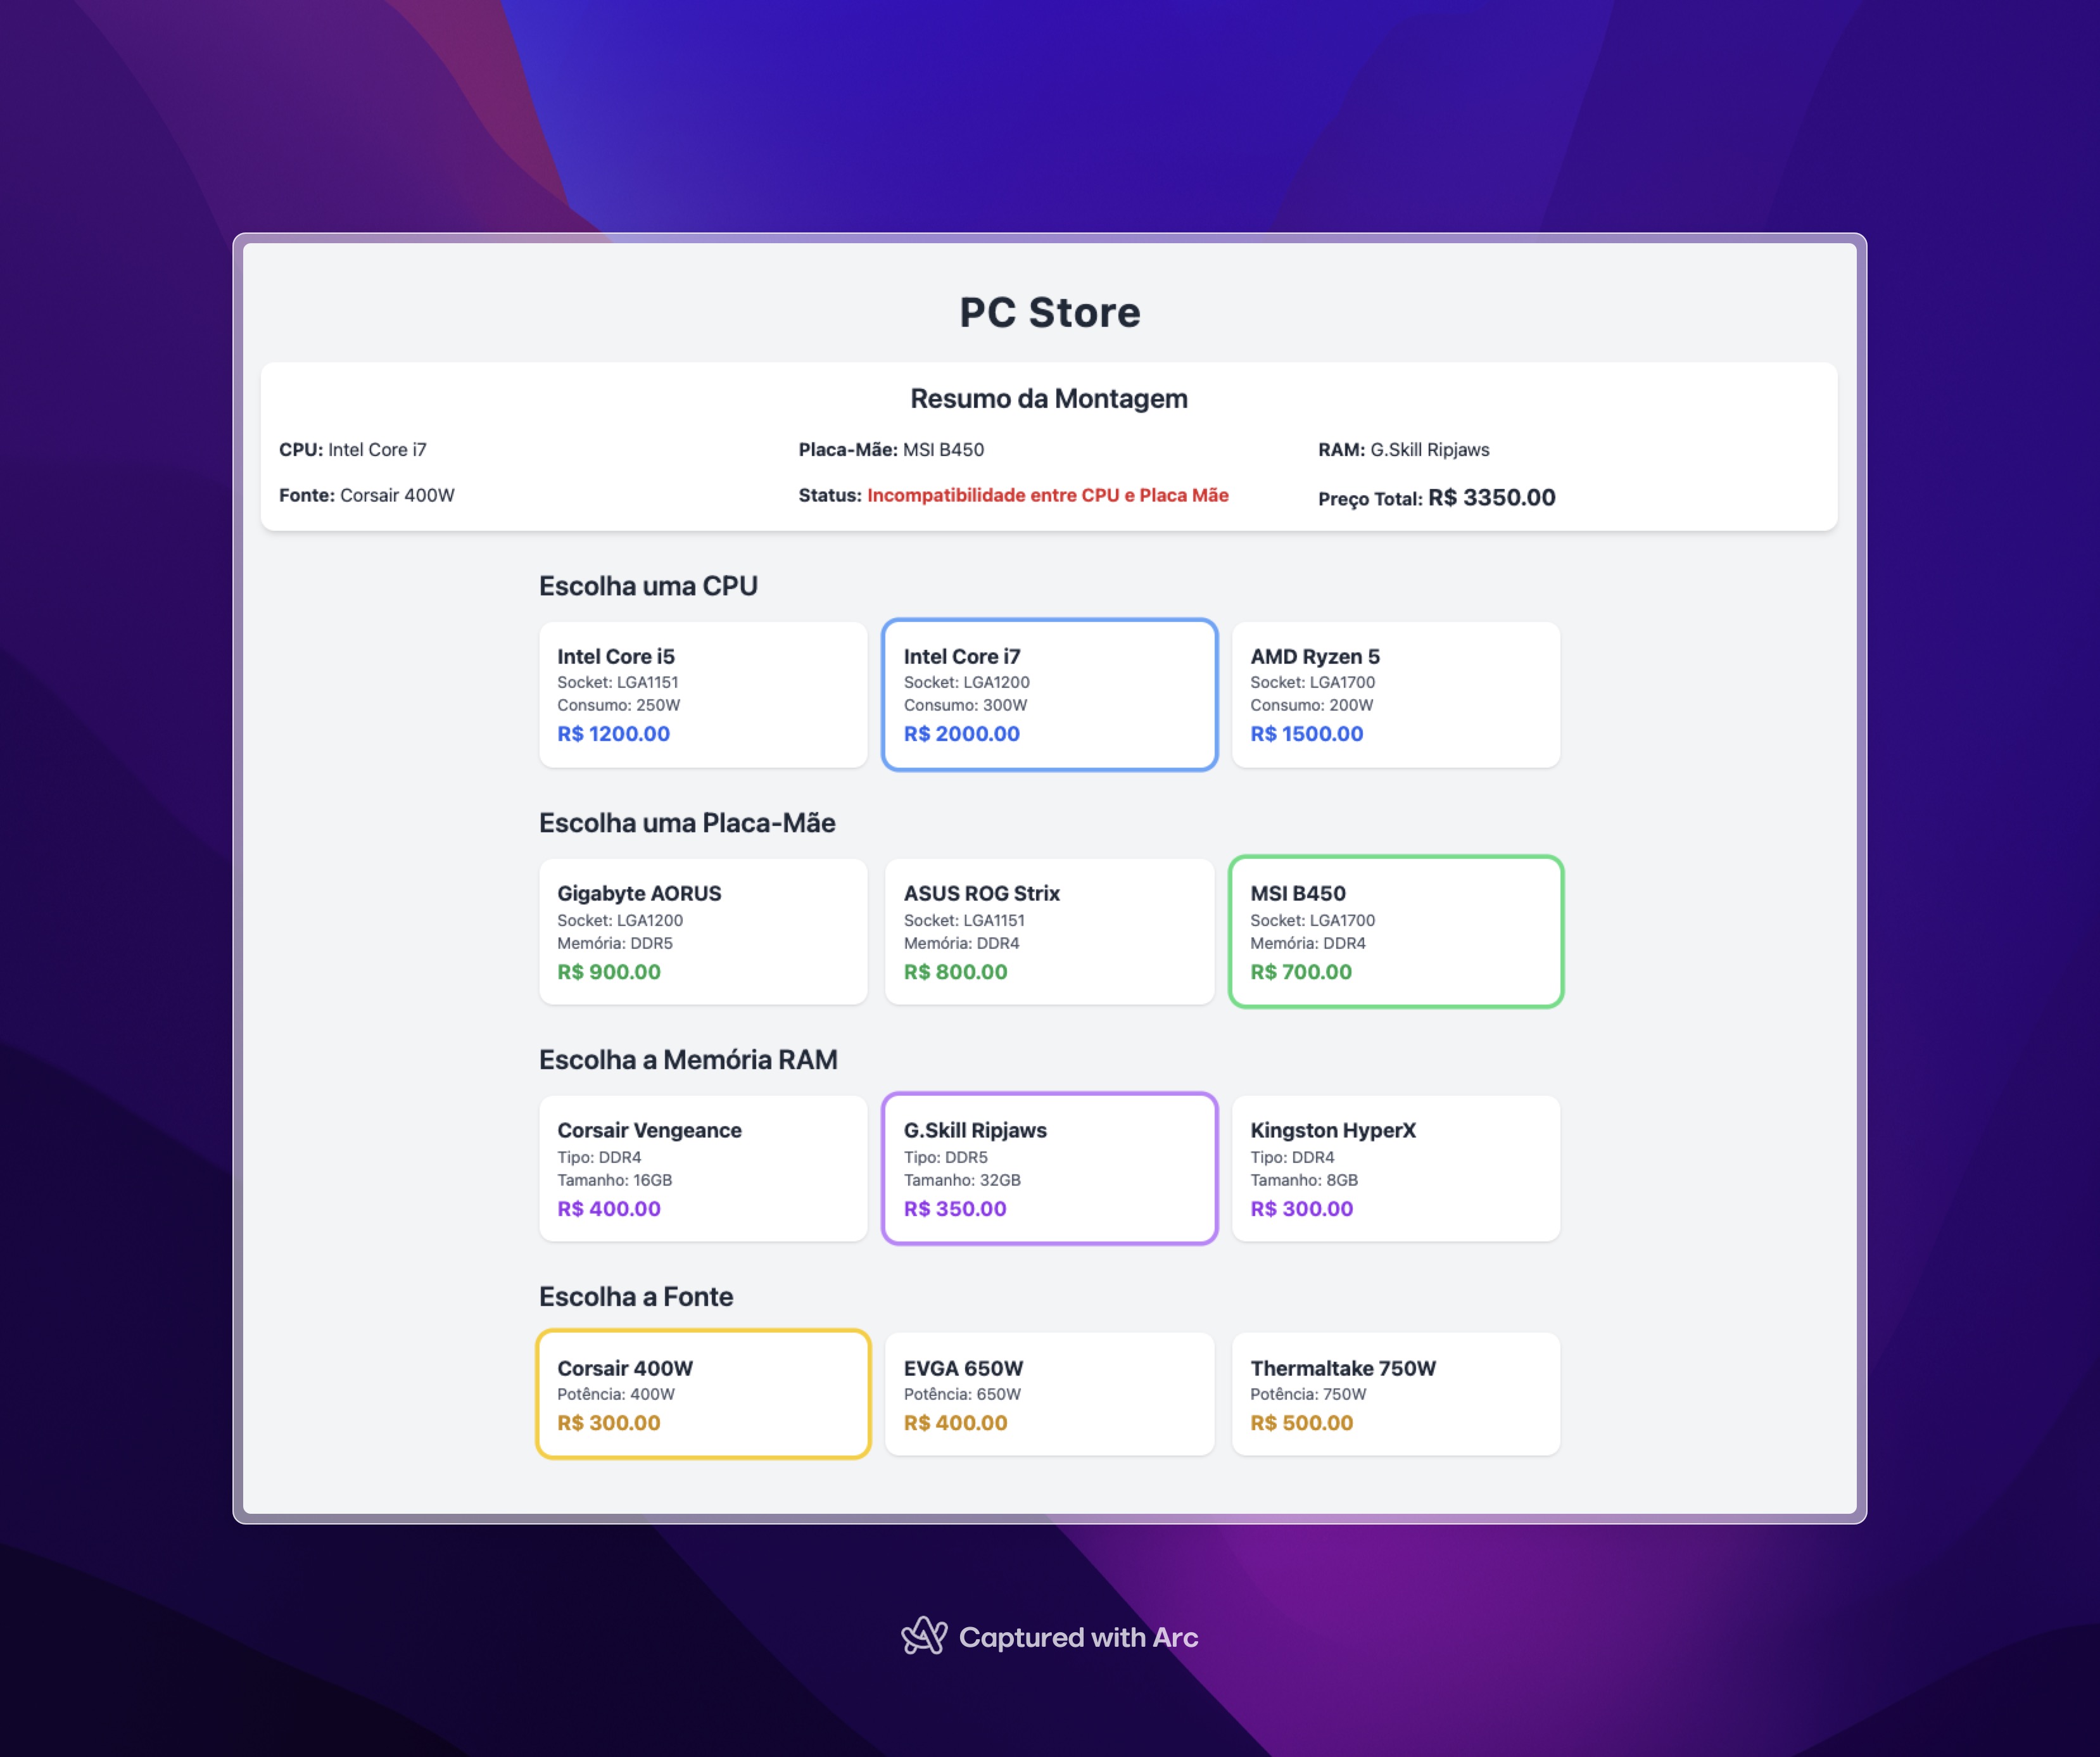 PC Store
Resumo da Montagem
CPU: Intel Core i7
Placa-Mãe: MSI B450
RAM: G.Skill Ripjaws
Fonte: Corsair 400W
Status: Incompatibilidade entre CPU e Placa Mãe
Preço Total: R$ 3350.00
Escolha uma CPU
Intel Core i5
Socket: LGA1151
Consumo: 250W
R$ 1200.00
Intel Core i7
Socket: LGA1200
Consumo: 300W
R$ 2000.00
AMD Ryzen 5
Socket: LGA1700
Consumo: 200W
R$ 1500.00
Escolha uma Placa-Mãe
Gigabyte AORUS
Socket: LGA1200
Memória: DDR5
R$ 900.00
ASUS ROG Strix
Socket: LGA1151
Memória: DDR4
R$ 800.00
MSI B450
Socket: LGA1700
Memória: DDR4
R$ 700.00
Escolha a Memória RAM
Corsair Vengeance
Tipo: DDR4
Tamanho: 16GB
R$ 400.00
G.Skill Ripjaws
Tipo: DDR5
Tamanho: 32GB
R$ 350.00
Kingston HyperX
Tipo: DDR4
Tamanho: 8GB
R$ 300.00
Escolha a Fonte
Corsair 400W
Potência: 400W
R$ 300.00
EVGA 650W
Potência: 650W
R$ 400.00
Thermaltake 750W
Potência: 750W
R$ 500.00
Captured with Arc